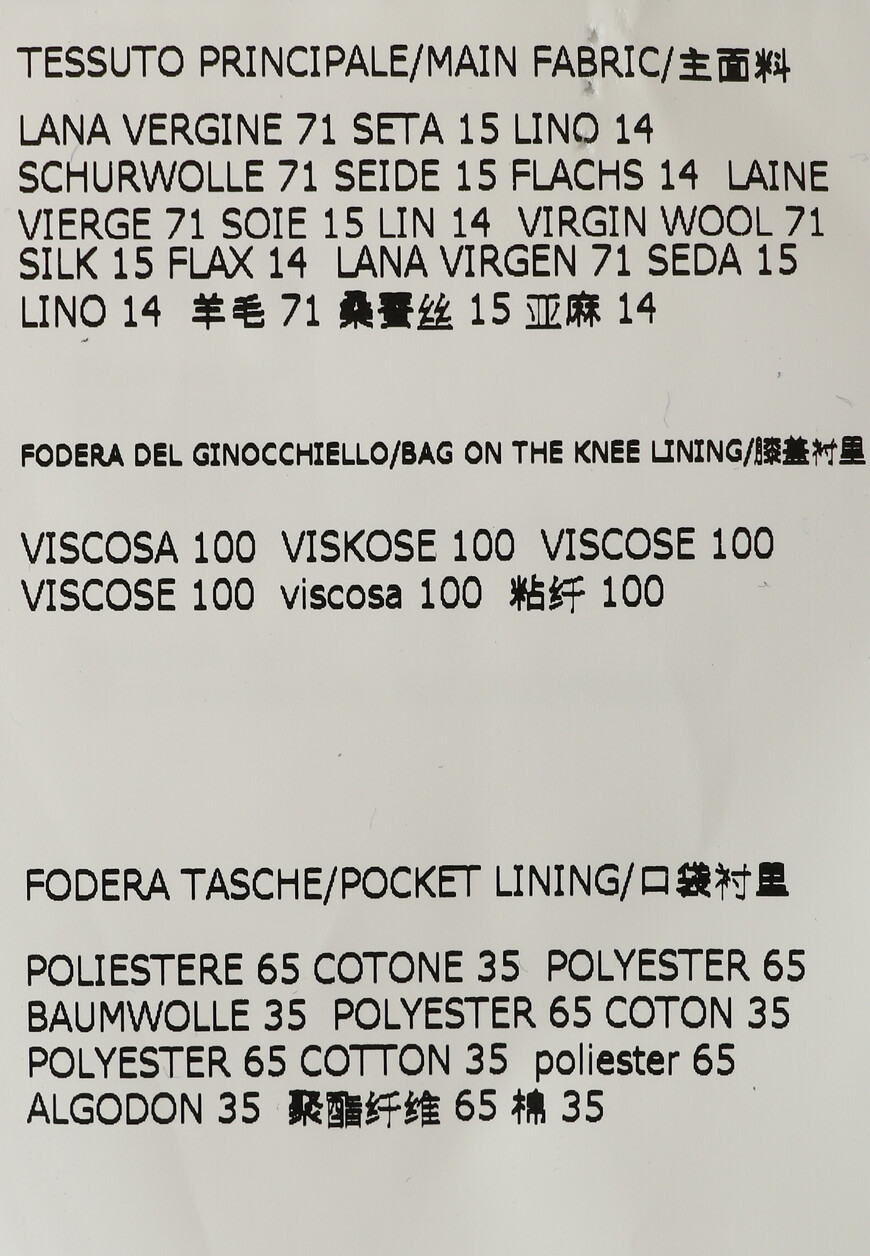 TESSUTO PRINCIPALE/MAIN FABRIC/主面料
LANA VERGINE 71 SETA 15 LINO 14
SCHURWOLLE 71 SEIDE 15 FLACHS 14 LAINE
VIERGE 71 SOIE 15 LIN 14 VIRGIN WOOL 71
SILK 15 FLAX 14 LANA VIRGEN 71 SEDA 15
LINO 14 羊毛 71 桑蚕丝 15 亚麻 14
FODERA DEL GINOCCHIELLO/BAG ON THE KNEE LINING/膝盖衬里
VISCOSA 100 VISKOSE 100 VISCOSE 100
VISCOSE 100 viscosa 100 粘纤 100
FODERA TASCHE/POCKET LINING/口袋衬里
POLIESTERE 65 COTONE 35 POLYESTER 65
BAUMWOLLE 35 POLYESTER 65 COTON 35
POLYESTER 65 COTTON 35 poliester 65
ALGODON 35 聚酯纤维 65 棉 35